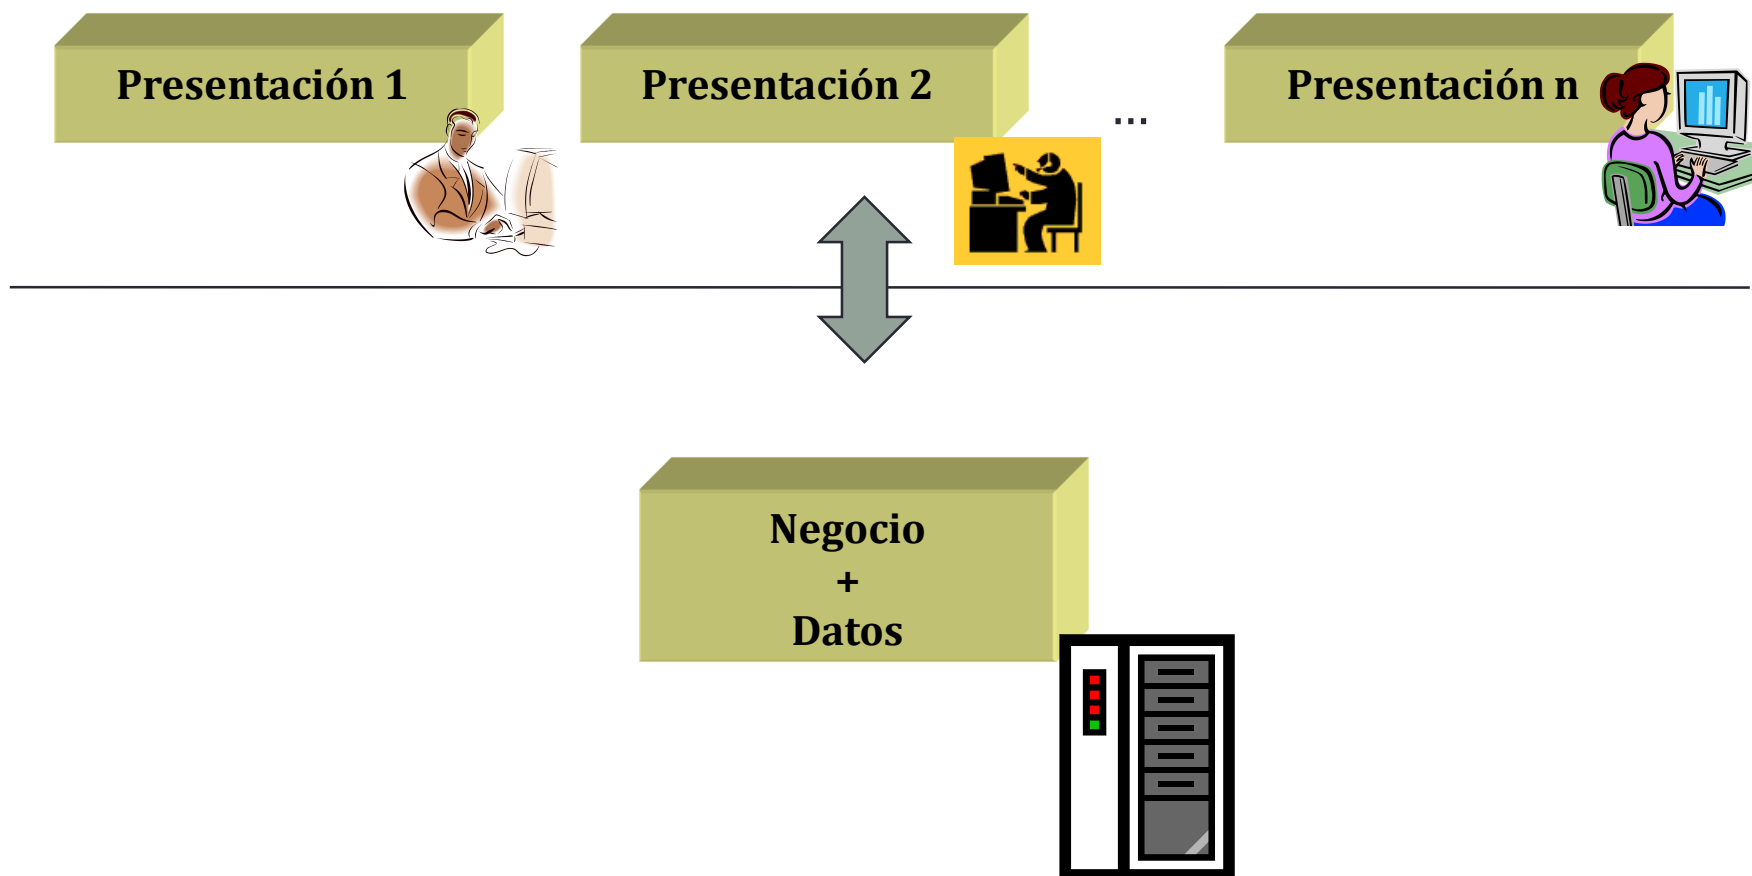 Presentación 1
Presentación 2
...
Presentación n
Negocio
+
Datos